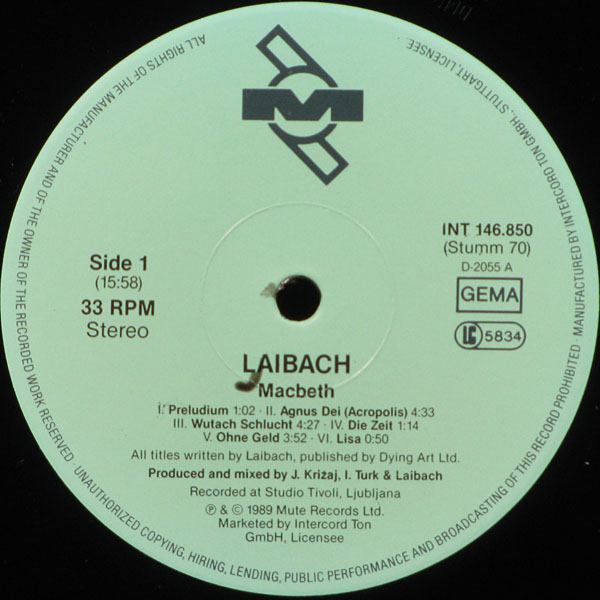 M
Side 1
(15:58)
33 RPM
Stereo
INT 146.850
(Stumm 70)
D-2055 A
GEMA
LC 5834
LAIBACH
Macbeth
I. Preludium 1:02 · II. Agnus Dei (Acropolis) 4:33
III. Wutach Schlucht 4:27 · IV. Die Zeit 1:14
V. Ohne Geld 3:52 · VI. Lisa 0:50
All titles written by Laibach, published by Dying Art Ltd.
Produced and mixed by J. Križaj, I. Turk & Laibach
Recorded at Studio Tivoli, Ljubljana
℗ & © 1989 Mute Records Ltd.
Marketed by Intercord Ton
GmbH, Licensee
ALL RIGHTS OF THE MANUFACTURER AND OF THE OWNER OF THE RECORDED WORK RESERVED · UNAUTHORIZED COPYING, HIRING, LENDING, PUBLIC PERFORMANCE AND BROADCASTING OF THIS RECORD PROHIBITED · MANUFACTURED BY INTERCORD TON GMBH, STUTTGART, LICENSEE.